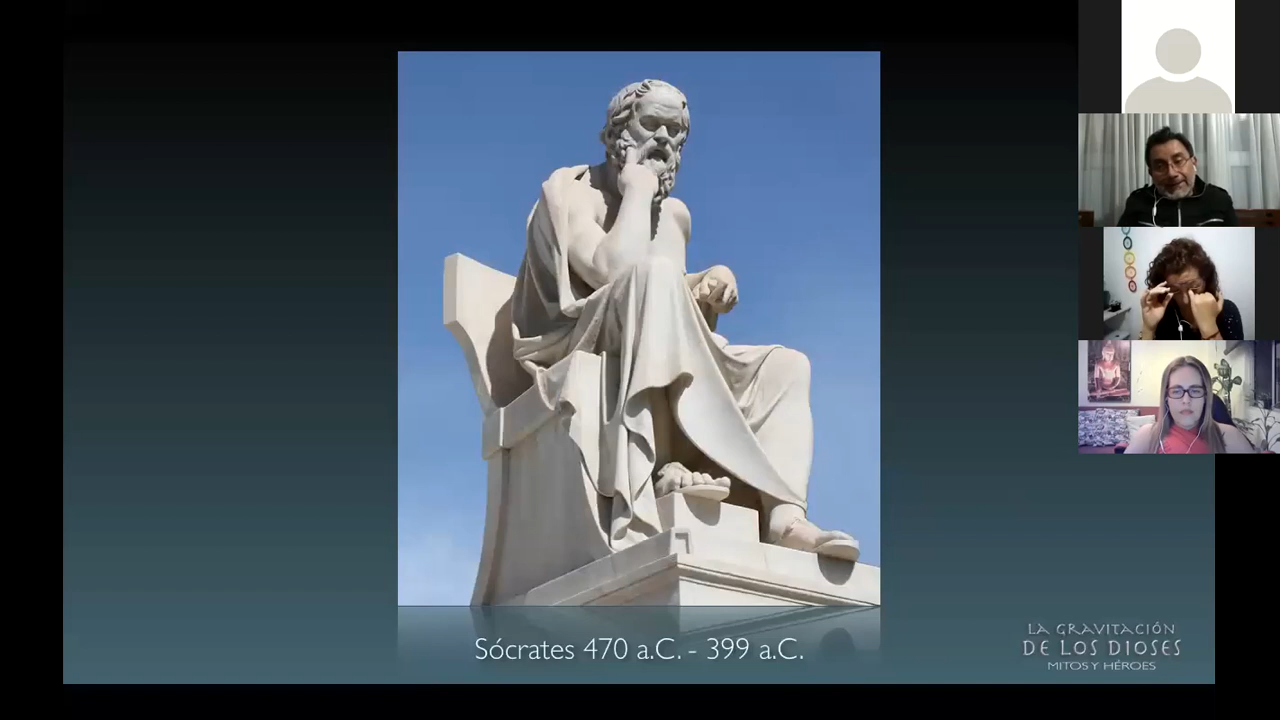 Sócrates 470 a.C. - 399 a.C.
LA GRAVITACIÓN
DE LOS DIOSES
MITOS Y HÉROES